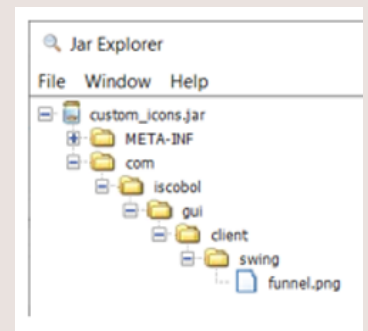 Jar Explorer
File Window Help
custom_icons.jar
META-INF
com
iscobol
gui
client
swing
funnel.png